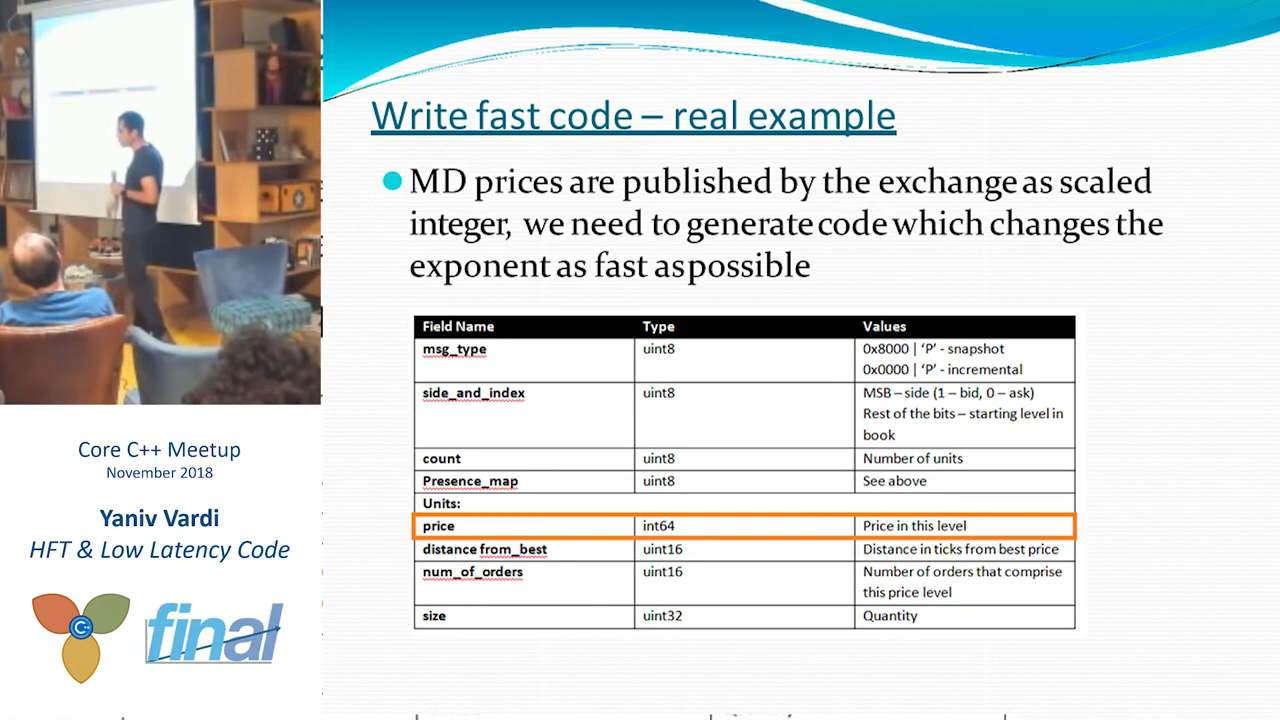 Write fast code – real example
MD prices are published by the exchange as scaled
integer, we need to generate code which changes the
exponent as fast aspossible
Field Name Type Values
msg_type uint8 0x8000 | ‘P’ - snapshot
0x0000 | ‘P’ - incremental
side_and_index uint8 MSB – side (1 – bid, 0 – ask)
Rest of the bits – starting level in
book
count uint8 Number of units
Presence_map uint8 See above
Units:
price int64 Price in this level
distance from_best uint16 Distance in ticks from best price
num_of_orders uint16 Number of orders that comprise
this price level
size uint32 Quantity
Core C++ Meetup
November 2018
Yaniv Vardi
HFT & Low Latency Code
C++
final